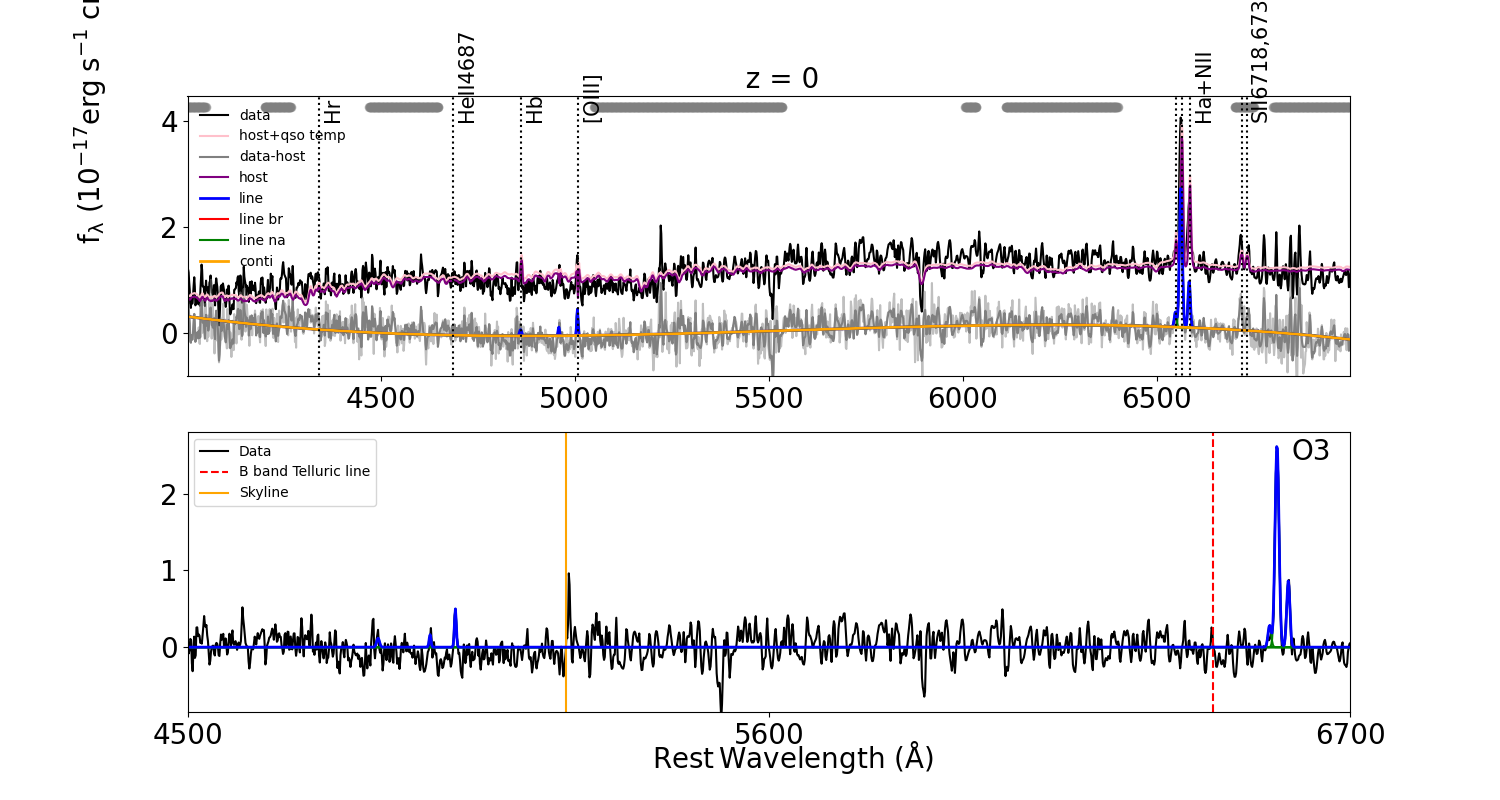 z = 0
Hr
HeII4687
Hb
[OIII]
Ha+NII
SII6718,673
4
2
0
f_λ (10^−17 erg s^−1
data
host+qso temp
data-host
host
line
line br
line na
conti
4500
5000
5500
6000
6500
Data
B band Telluric line
Skyline
O3
2
1
0
4500
5600
6700
Rest Wavelength (Å)